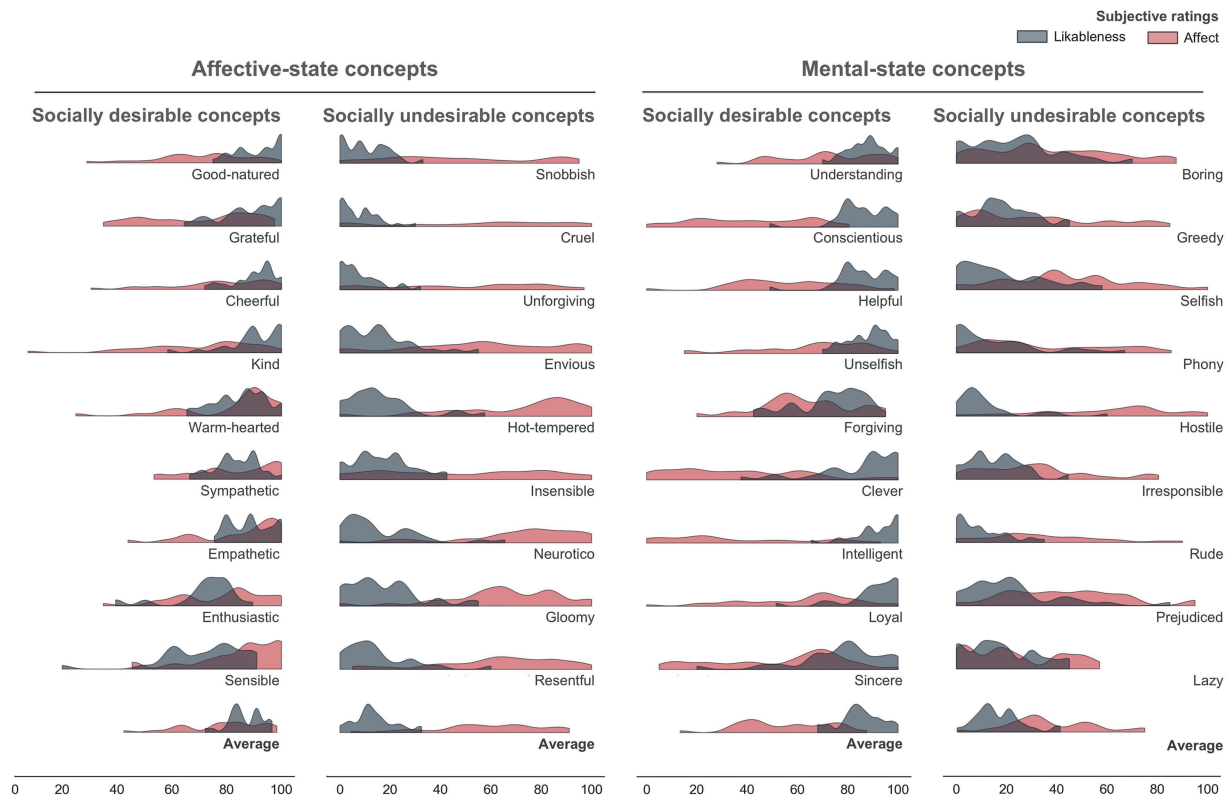 Subjective ratings
Likableness Affect
Affective-state concepts
Mental-state concepts
Socially desirable concepts
Socially undesirable concepts
Socially desirable concepts
Socially undesirable concepts
Good-natured
Snobbish
Understanding
Boring
Grateful
Cruel
Conscientious
Greedy
Cheerful
Unforgiving
Helpful
Selfish
Kind
Envious
Unselfish
Phony
Warm-hearted
Hot-tempered
Forgiving
Hostile
Sympathetic
Insensible
Clever
Irresponsible
Empathetic
Neurotico
Intelligent
Rude
Enthusiastic
Gloomy
Loyal
Prejudiced
Sensible
Resentful
Sincere
Lazy
Average
Average
Average
Average
0 20 40 60 80 100
0 20 40 60 80 100
0 20 40 60 80 100
0 20 40 60 80 100